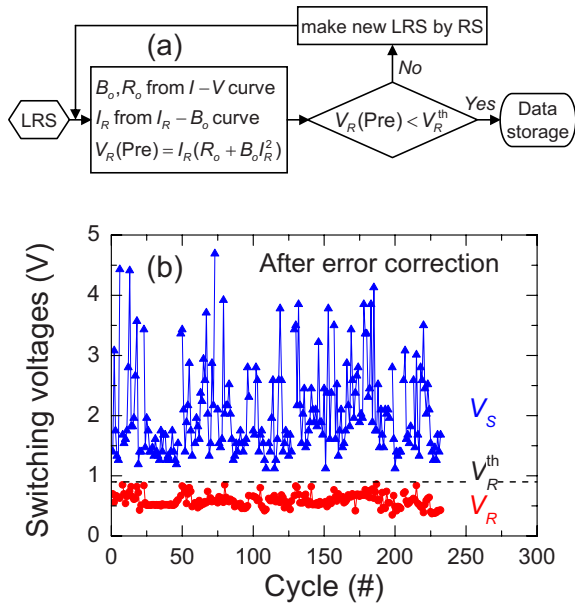 (a)
make new LRS by RS
No
Yes
LRS
B_o, R_o from I – V curve
I_R from I_R – B_o curve
V_R(Pre) = I_R(R_o + B_oI_R^2)
V_R(Pre) < V_R^th
Data
storage
(b)
After error correction
Switching voltages (V)
5
4
3
2
1
0
V_S
V_R^th
V_R
0 50 100 150 200 250 300
Cycle (#)